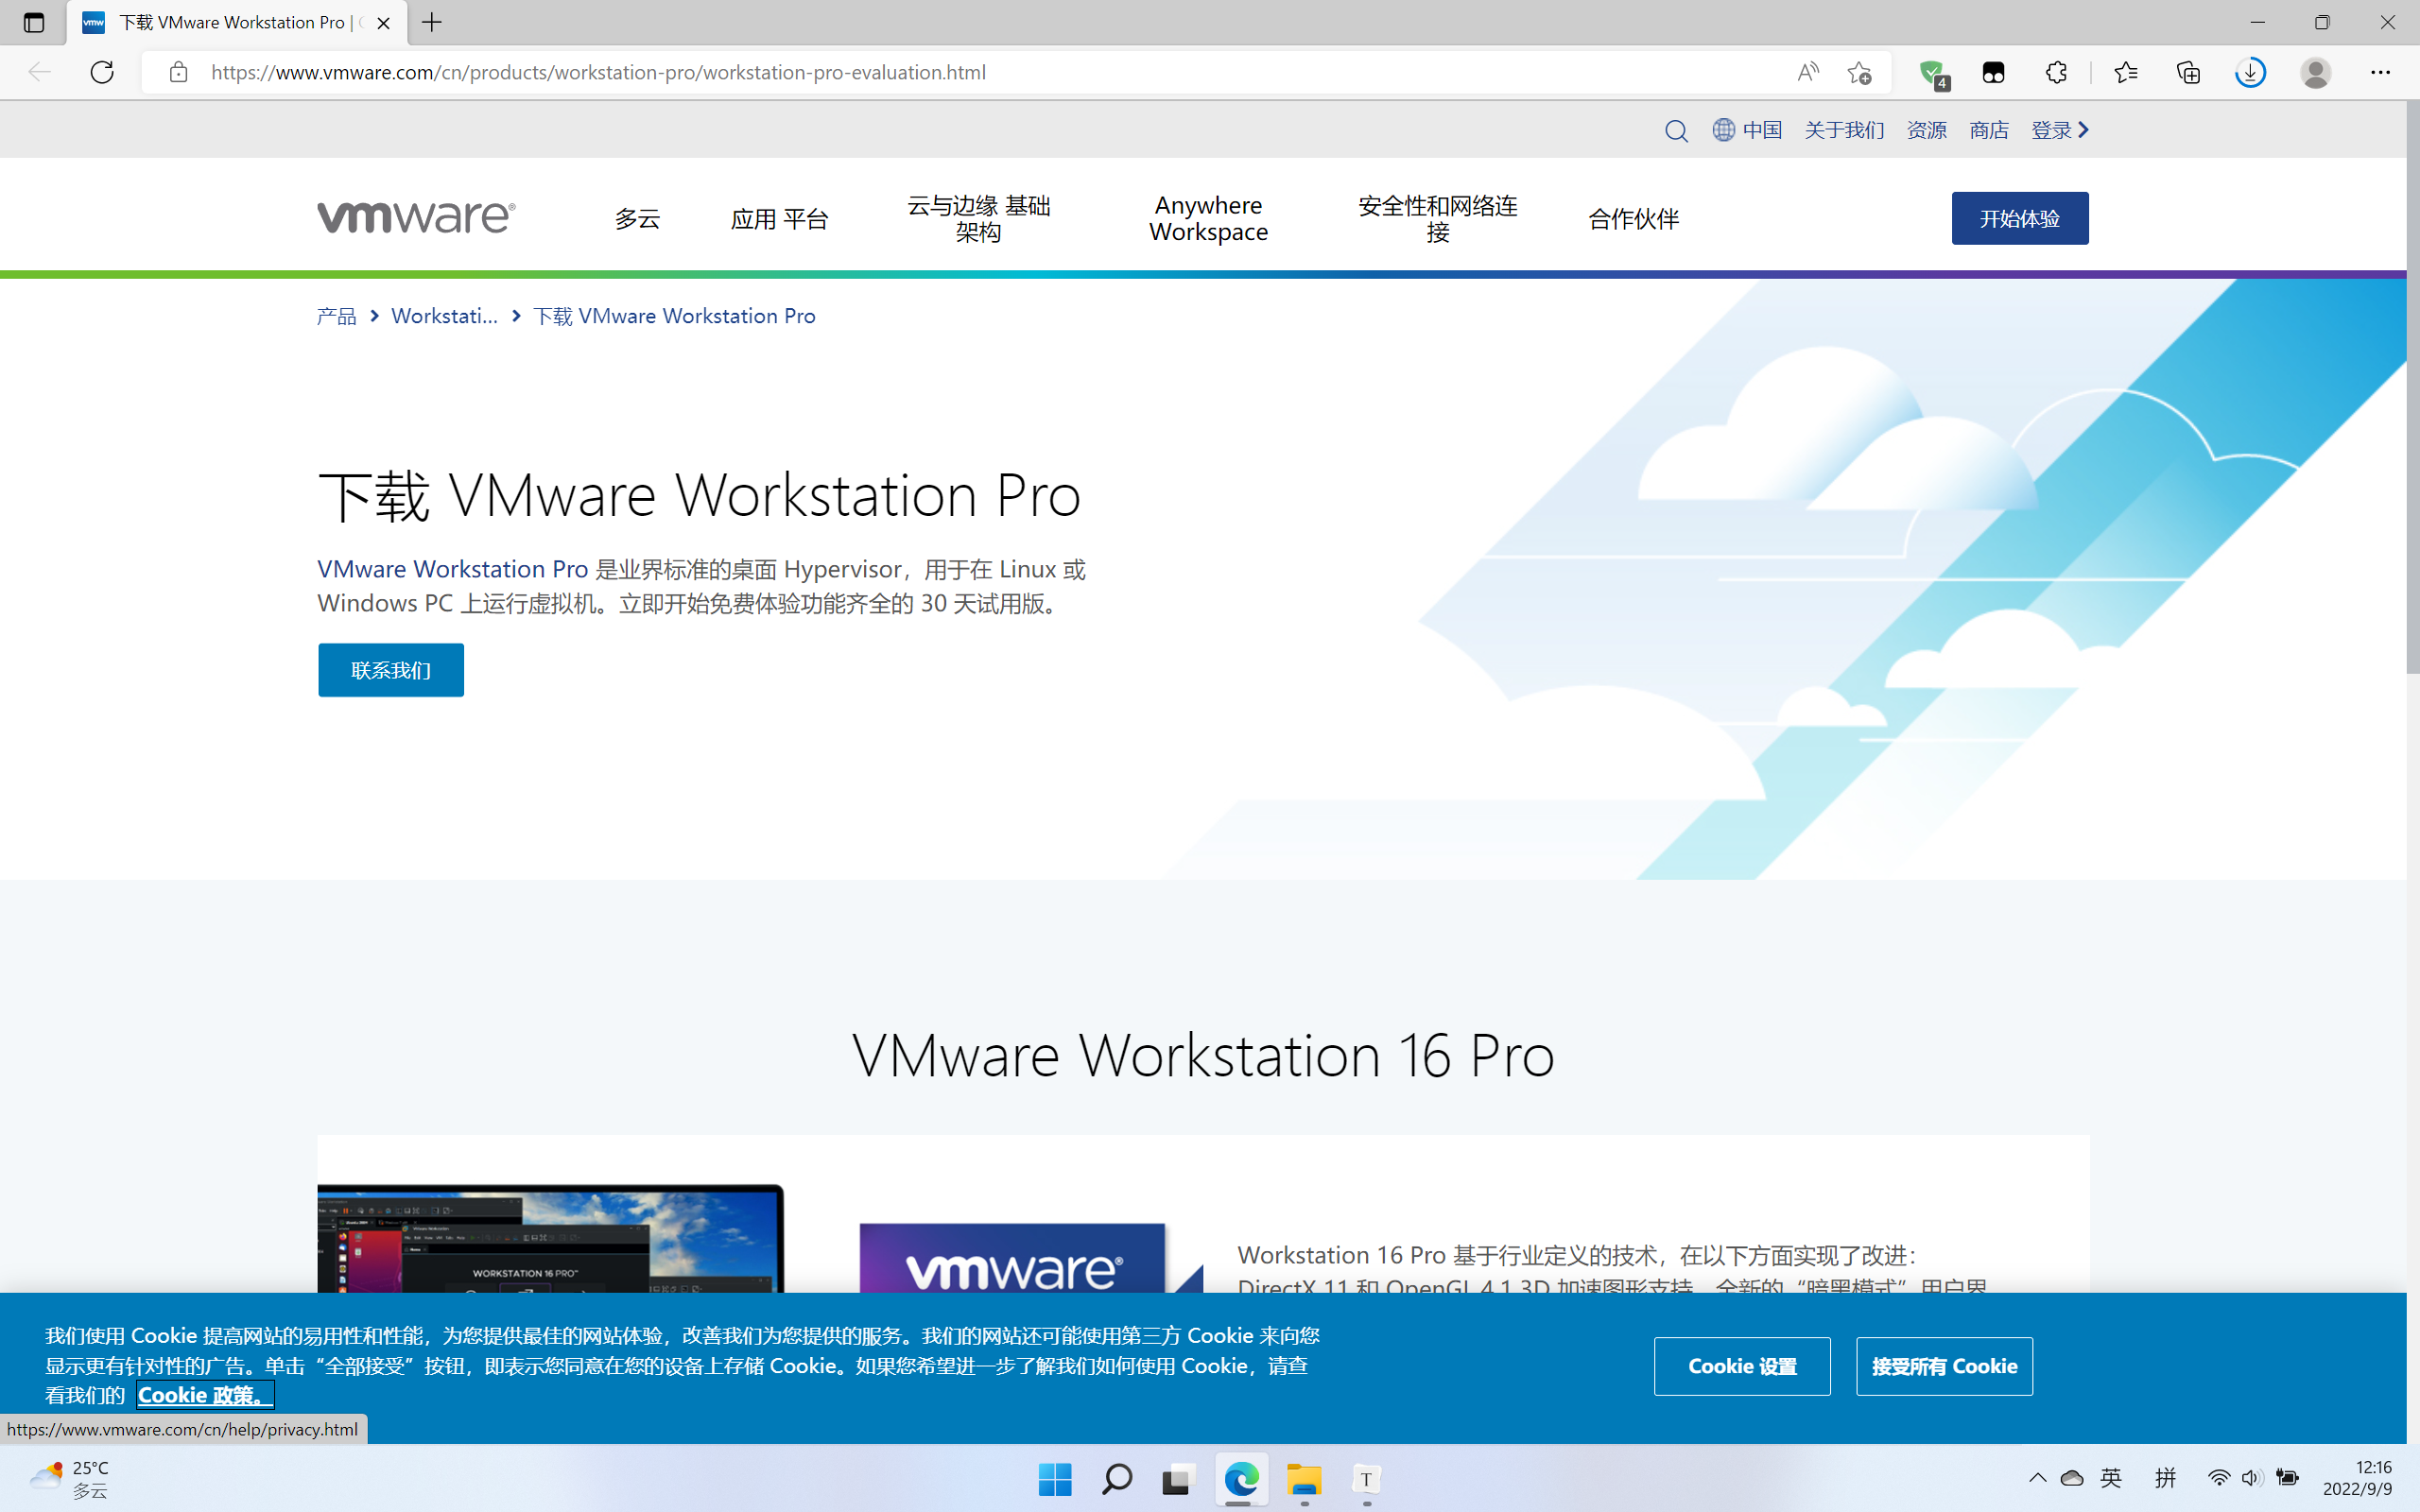 下载 VMware Workstation Pro |
https://www.vmware.com/cn/products/workstation-pro/workstation-pro-evaluation.html
4
中国 关于我们 资源 商店 登录
vmware®
多云
应用 平台
云与边缘 基础
架构
Anywhere
Workspace
安全性和网络连
接
合作伙伴
开始体验
产品 Workstati... 下载 VMware Workstation Pro
下载 VMware Workstation Pro
VMware Workstation Pro 是业界标准的桌面 Hypervisor，用于在 Linux 或
Windows PC 上运行虚拟机。立即开始免费体验功能齐全的 30 天试用版。
联系我们
VMware Workstation 16 Pro
WORKSTATION 16 PRO™
vmware®
Workstation 16 Pro 基于行业定义的技术，在以下方面实现了改进：
DirectX 11 和 OpenGL 4.1 3D 加速图形支持、全新的“暗黑模式”用户界
我们使用 Cookie 提高网站的易用性和性能，为您提供最佳的网站体验，改善我们为您提供的服务。我们的网站还可能使用第三方 Cookie 来向您
显示更有针对性的广告。单击“全部接受”按钮，即表示您同意在您的设备上存储 Cookie。如果您希望进一步了解我们如何使用 Cookie，请查
看我们的 Cookie 政策。
Cookie 设置
接受所有 Cookie
https://www.vmware.com/cn/help/privacy.html
25°C
多云
英 拼
12:16
2022/9/9